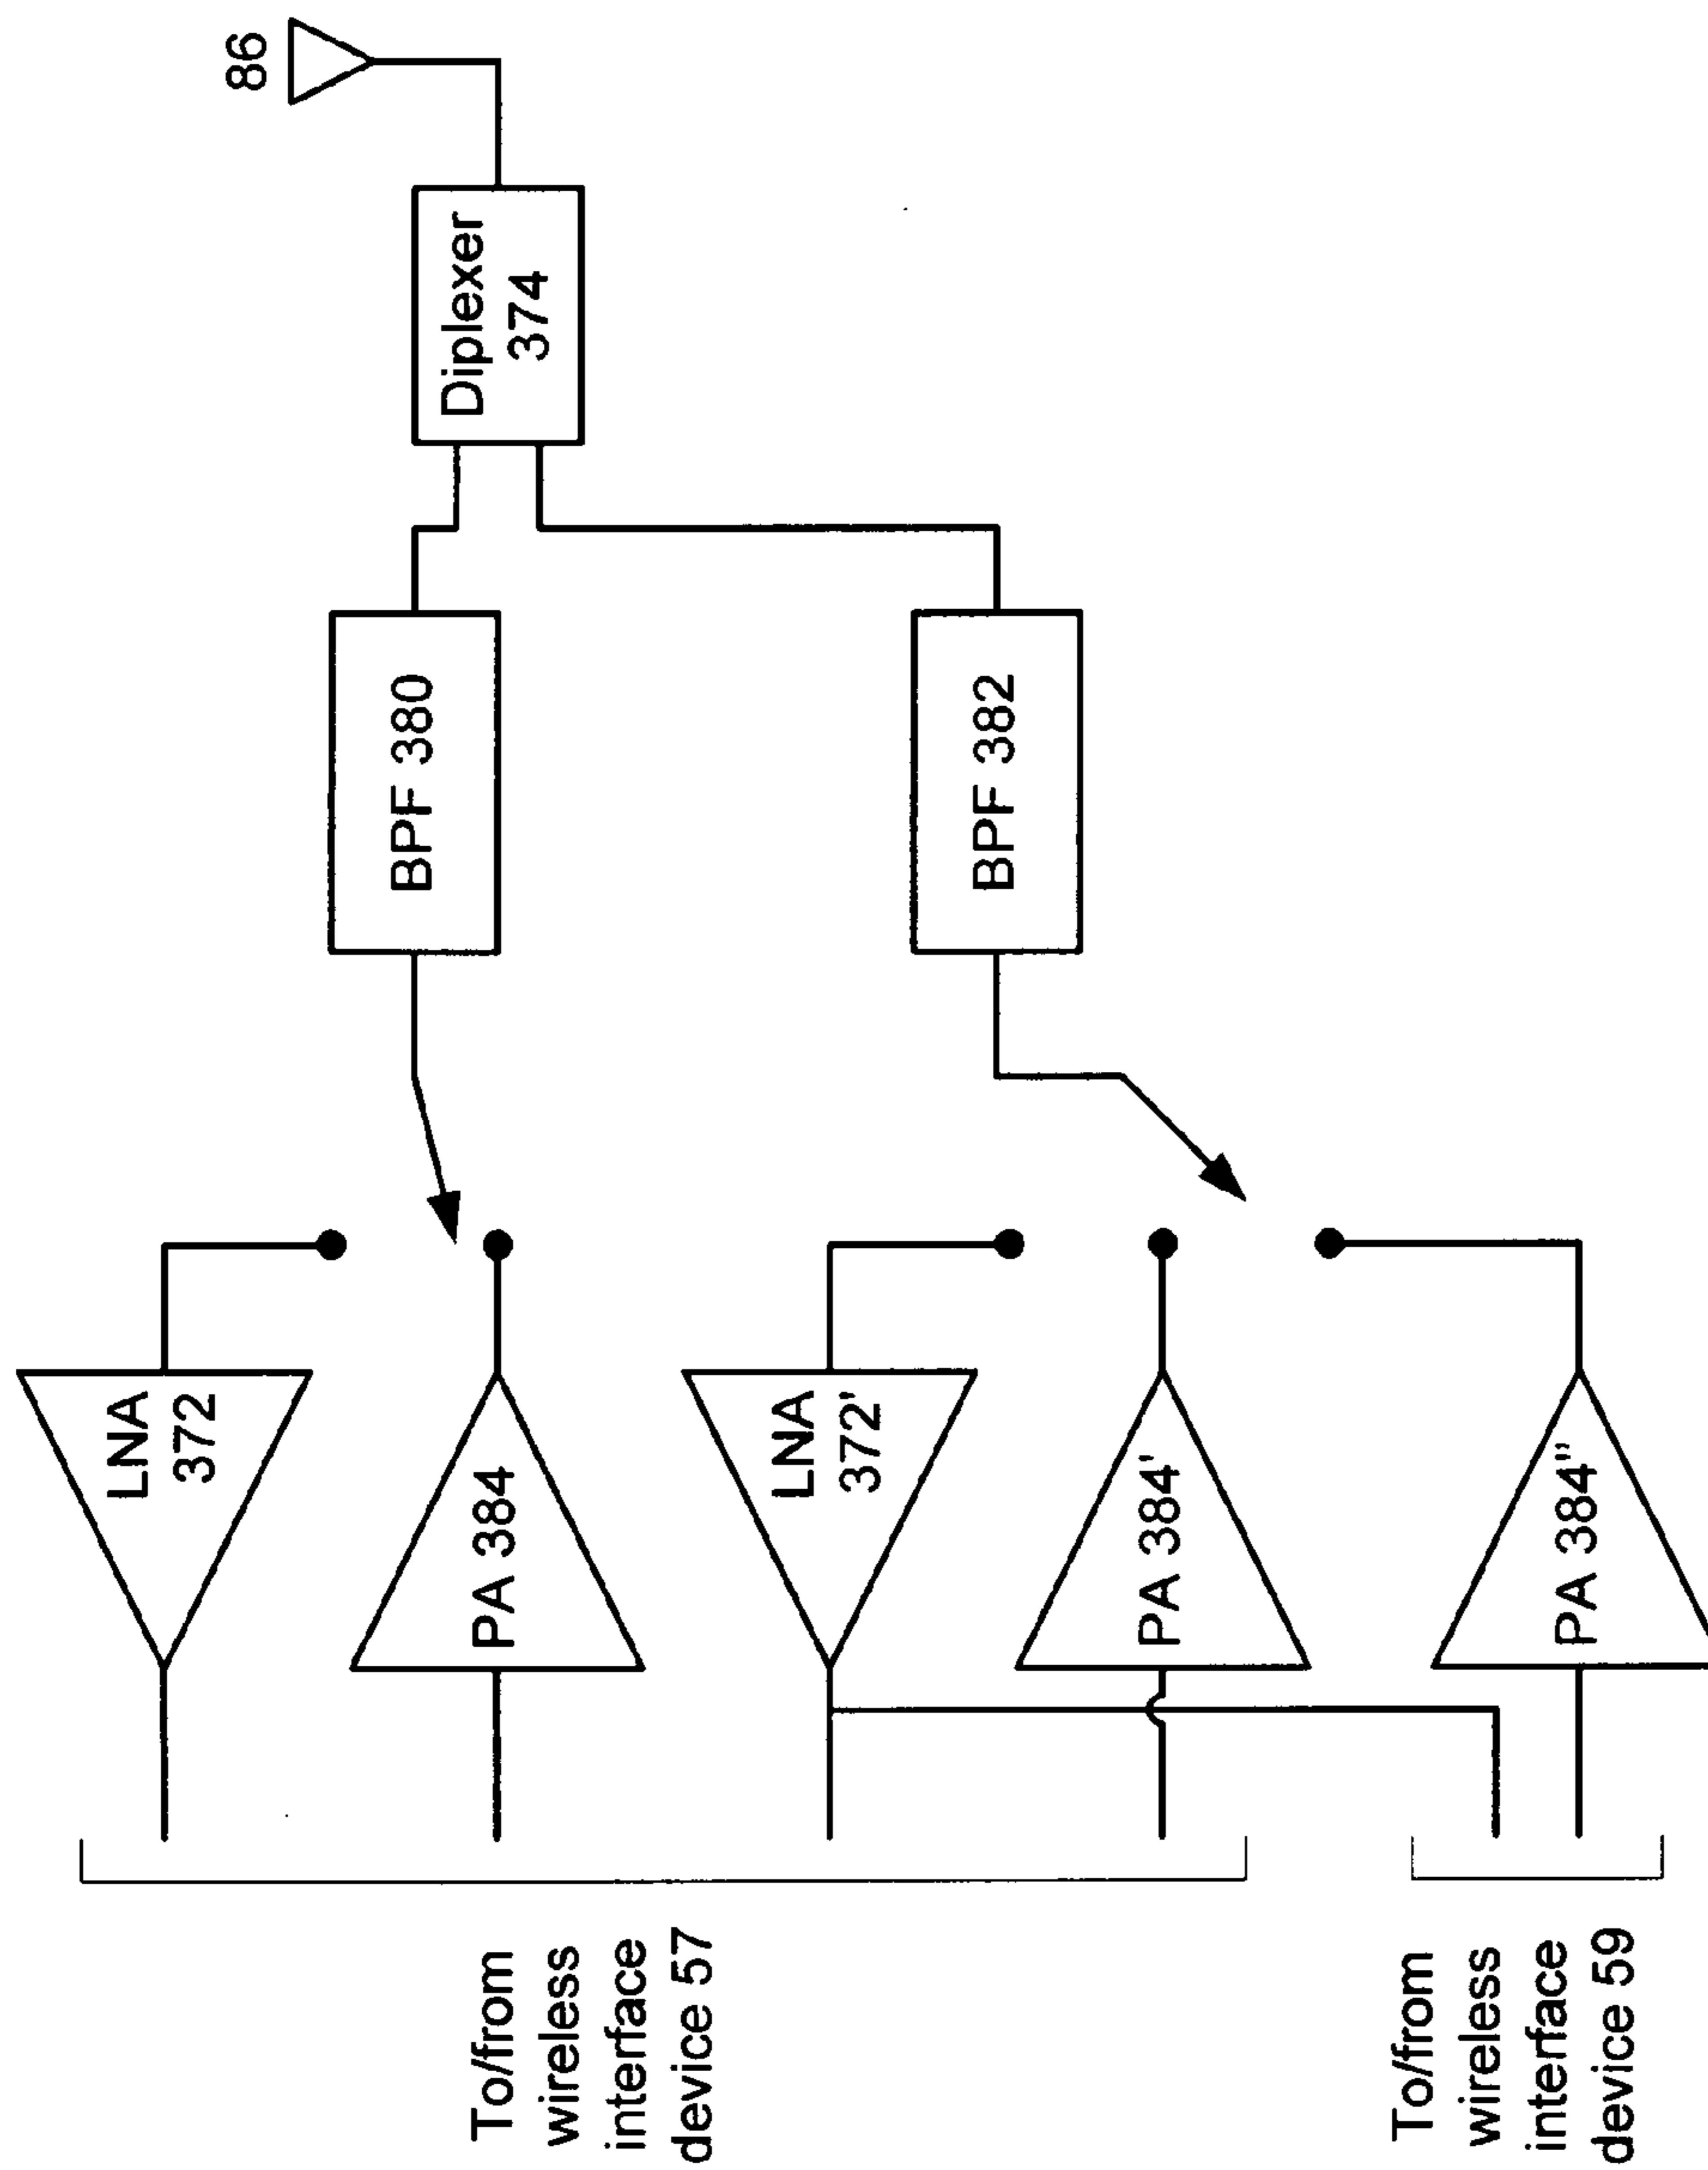 86
LNA
372
BPF 380
Diplexer
374
PA 384
To/from
wireless
interface
device 57
LNA
372'
BPF 382
PA 384'
PA 384"
To/from
wireless
interface
device 59